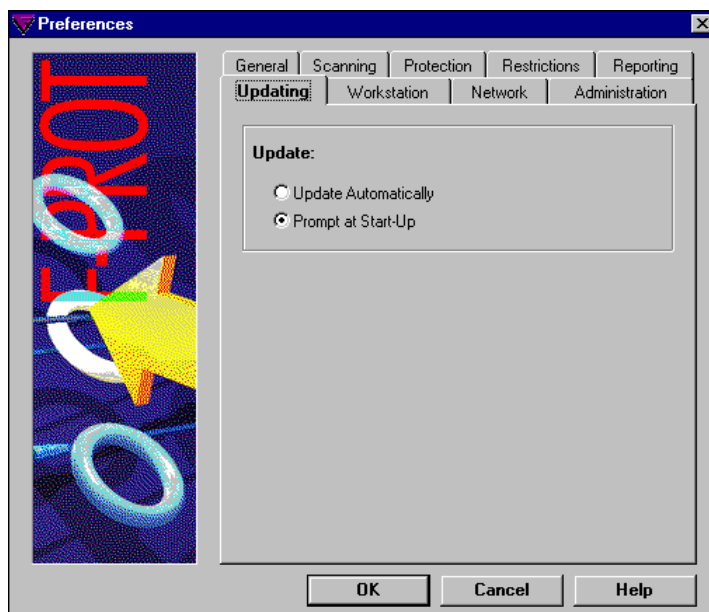 Preferences
F-PROT
General Scanning Protection Restrictions Reporting
Updating Workstation Network Administration
Update:
Update Automatically
Prompt at Start-Up
OK Cancel Help